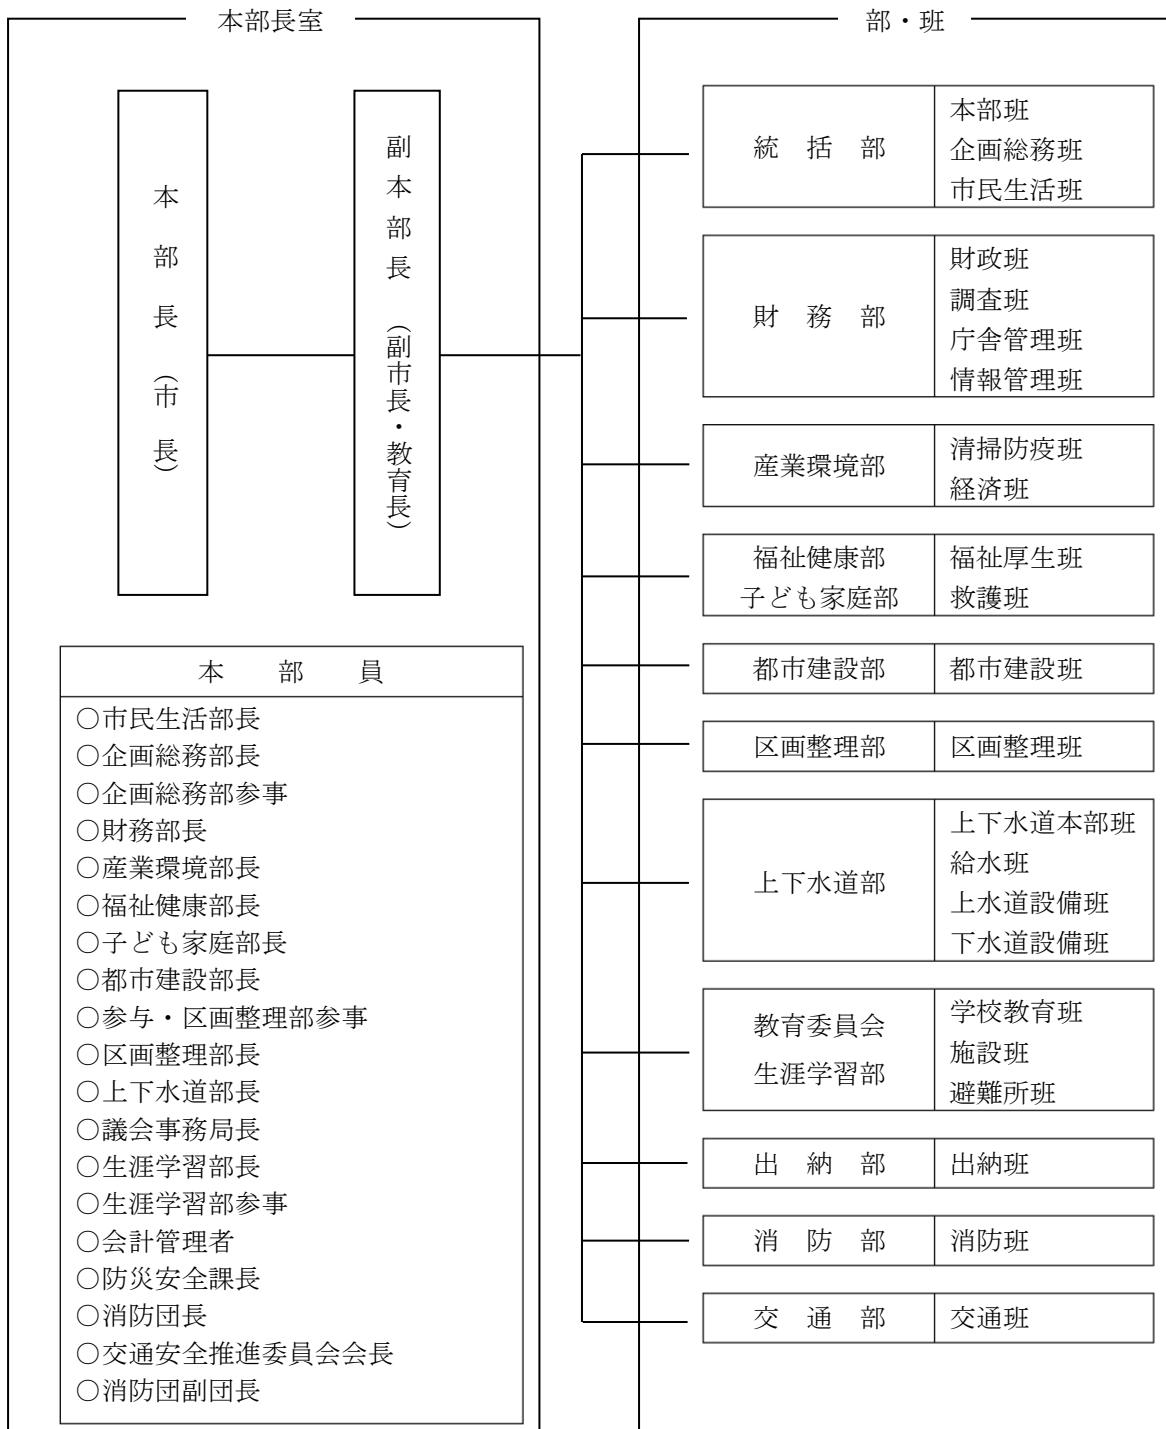 本部長室
本部長（市長）
副本部長（副市長・教育長）
本部員
○市民生活部長
○企画総務部長
○企画総務部参事
○財務部長
○産業環境部長
○福祉健康部長
○子ども家庭部長
○都市建設部長
○参与・区画整理部参事
○区画整理部長
○上下水道部長
○議会事務局長
○生涯学習部長
○生涯学習部参事
○会計管理者
○防災安全課長
○消防団長
○交通安全推進委員会会長
○消防団副団長
部・班
統括部
本部班
企画総務班
市民生活班
財務部
財政班
調査班
庁舎管理班
情報管理班
産業環境部
清掃防疫班
経済班
福祉健康部
子ども家庭部
福祉厚生班
救護班
都市建設部
都市建設班
区画整理部
区画整理班
上下水道部
上下水道本部班
給水班
上水道設備班
下水道設備班
教育委員会
生涯学習部
学校教育班
施設班
避難所班
出納部
出納班
消防部
消防班
交通部
交通班